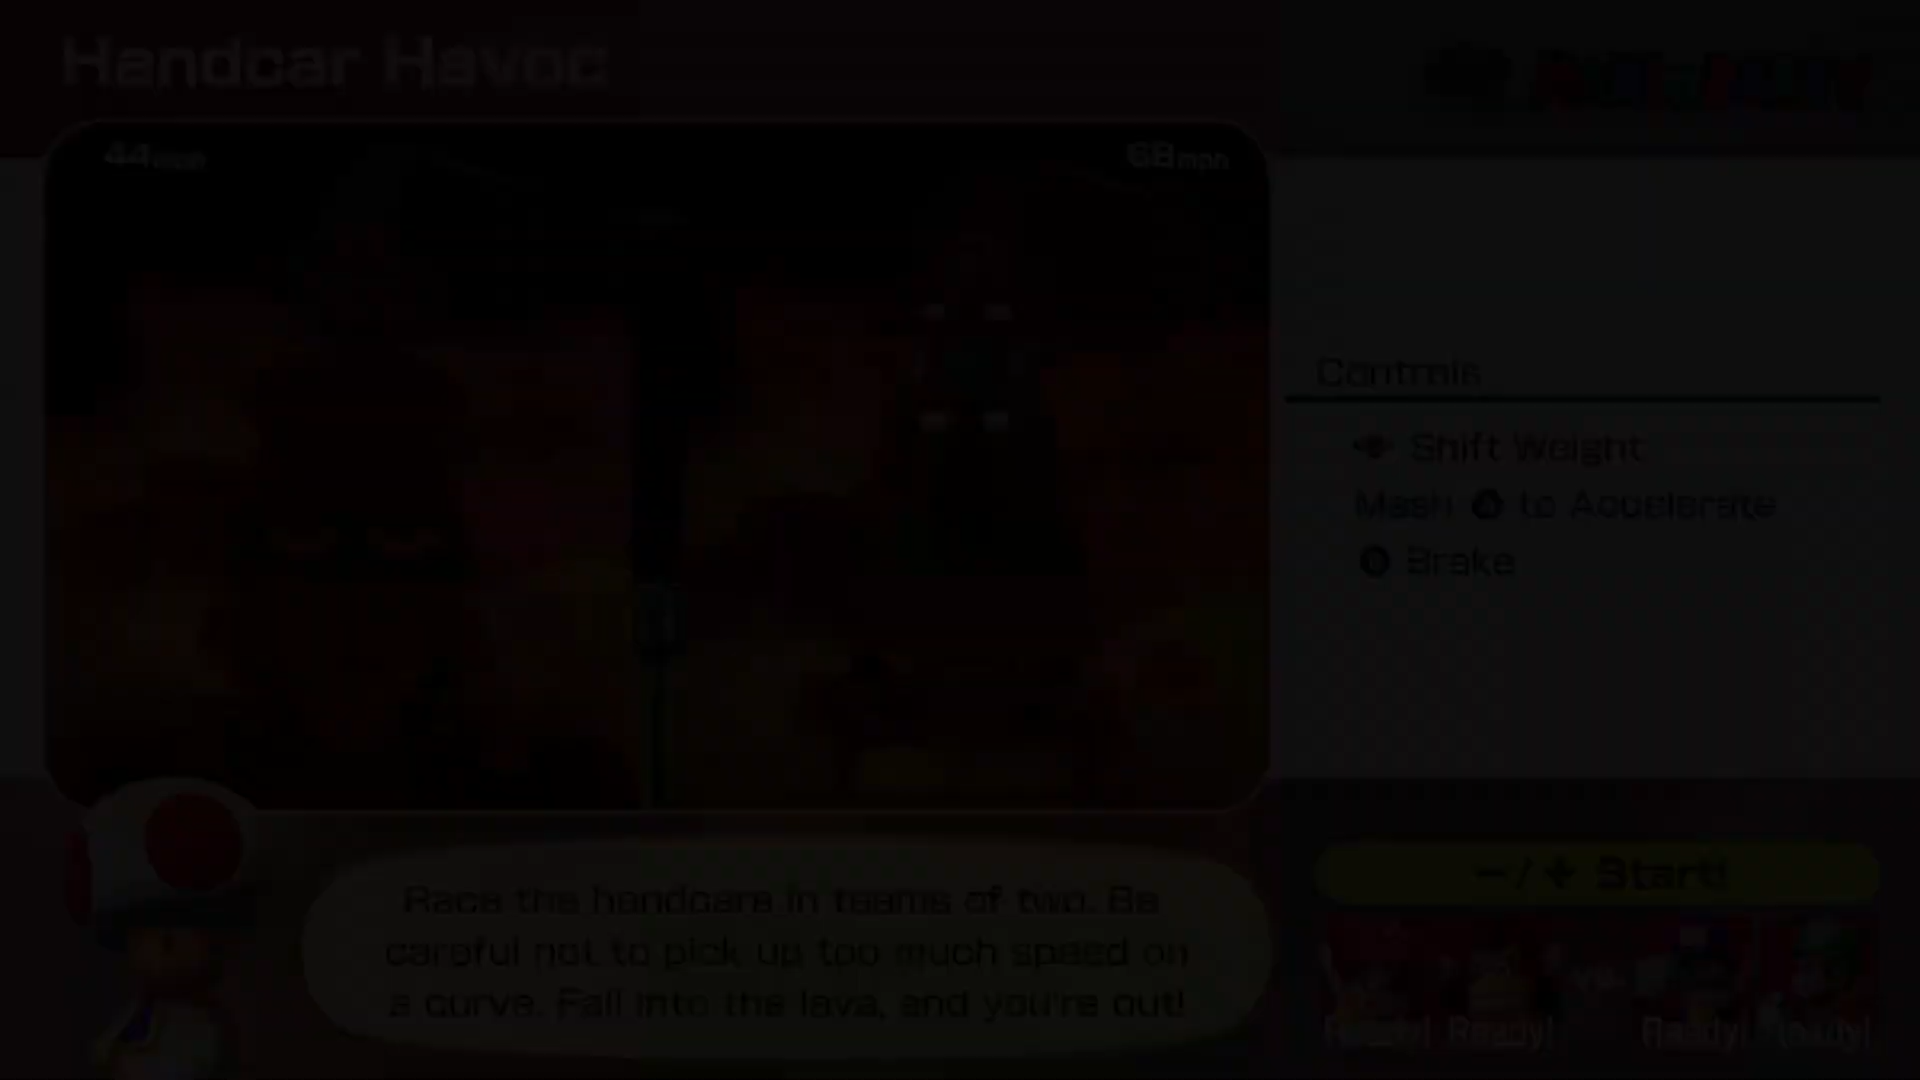 Handcar Havoc
44mph
68mph
Controls
Shift Weight
Mash A to Accelerate
B Brake
−/+ Start!
Race the handcars in teams of two. Be
careful not to pick up too much speed on
a curve. Fall into the lava, and you're out!
Ready! Ready! Ready! Ready!